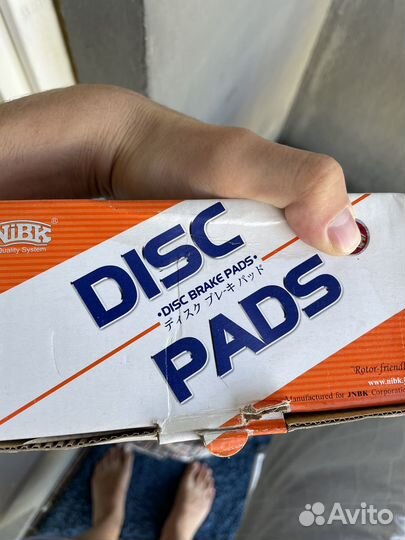 NiBK®
Quality System
DISC
•DISC BRAKE PADS•
ディスク ブレーキ パッド
PADS
Rotor-friendl
www.nibk.
Manufactured for JNBK Corporatio
Avito